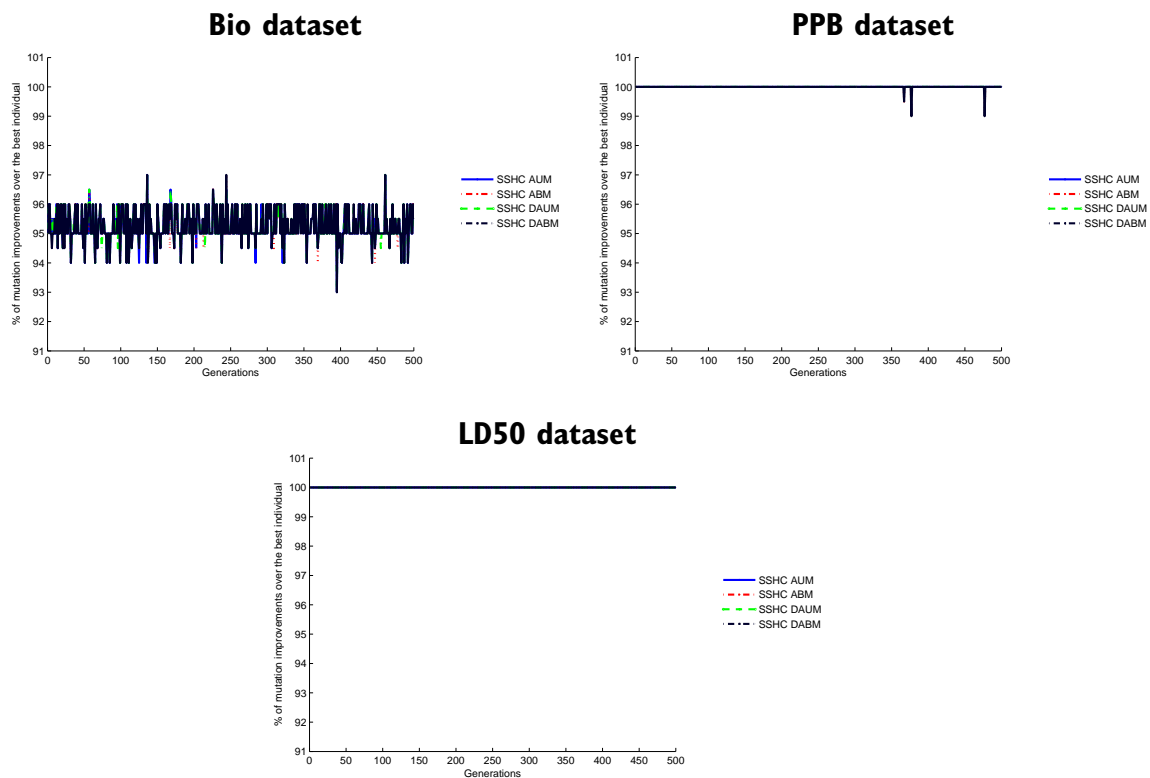 Bio dataset
101
100
99
98
97
96
95
94
93
92
91
0 50 100 150 200 250 300 350 400 450 500
Generations
% of mutation improvements over the best individual
SSHC AUM
SSHC ABM
SSHC DAUM
SSHC DABM
PPB dataset
101
100
99
98
97
96
95
94
93
92
91
0 50 100 150 200 250 300 350 400 450 500
Generations
% of mutation improvements over the best individual
SSHC AUM
SSHC ABM
SSHC DAUM
SSHC DABM
LD50 dataset
101
100
99
98
97
96
95
94
93
92
91
0 50 100 150 200 250 300 350 400 450 500
Generations
% of mutation improvements over the best individual
SSHC AUM
SSHC ABM
SSHC DAUM
SSHC DABM